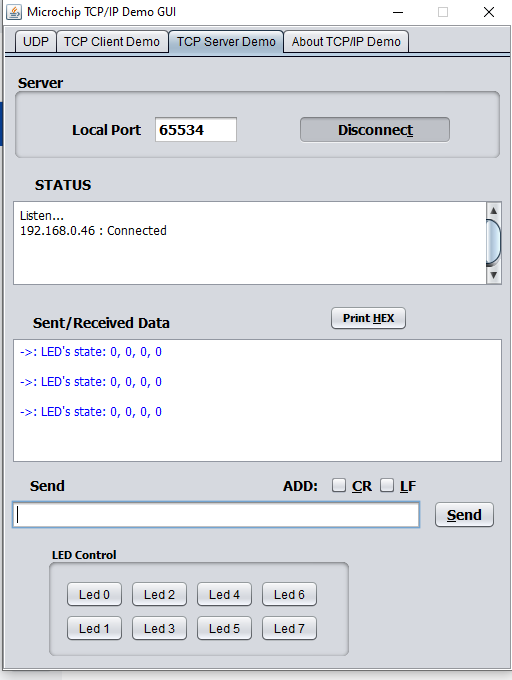 Microchip TCP/IP Demo GUI
UDP TCP Client Demo TCP Server Demo About TCP/IP Demo
Server
Local Port 65534 Disconnect
STATUS
Listen...
192.168.0.46 : Connected
Sent/Received Data Print HEX
->: LED's state: 0, 0, 0, 0
->: LED's state: 0, 0, 0, 0
->: LED's state: 0, 0, 0, 0
Send ADD: CR LF
Send
LED Control
Led 0 Led 2 Led 4 Led 6
Led 1 Led 3 Led 5 Led 7